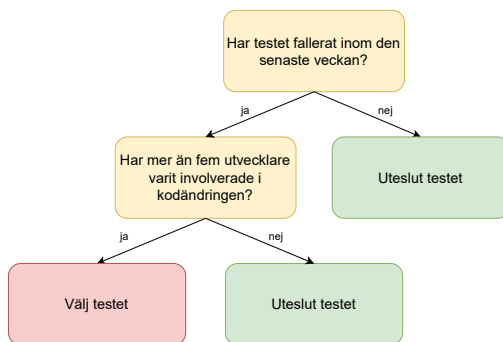 Har testet fallerat inom den
senaste veckan?
ja
nej
Har mer än fem utvecklare
varit involverade i
kodändringen?
Uteslut testet
ja
nej
Välj testet
Uteslut testet